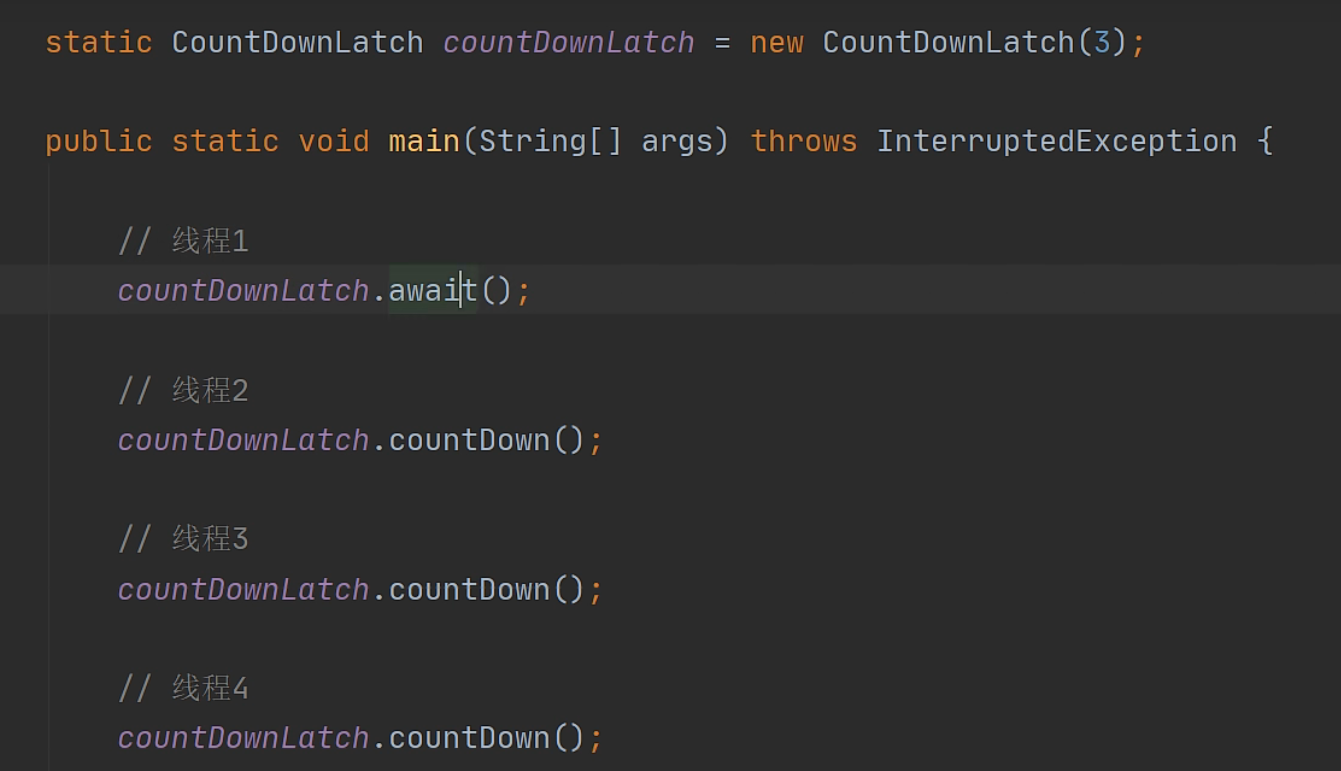 static CountDownLatch countDownLatch = new CountDownLatch(3);
public static void main(String[] args) throws InterruptedException {
// 线程1
countDownLatch.await();
// 线程2
countDownLatch.countDown();
// 线程3
countDownLatch.countDown();
// 线程4
countDownLatch.countDown();